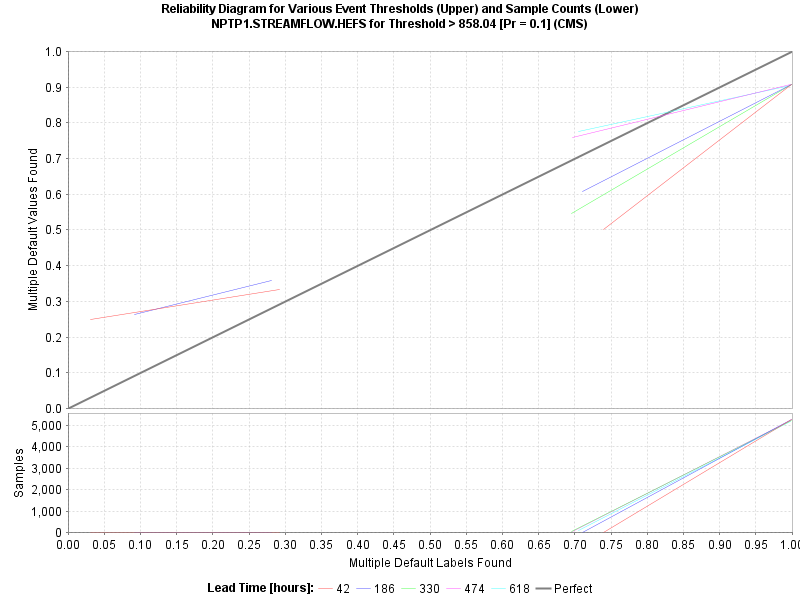 Reliability Diagram for Various Event Thresholds (Upper) and Sample Counts (Lower)
NPTP1.STREAMFLOW.HEFS for Threshold > 858.04 [Pr = 0.1] (CMS)
Multiple Default Values Found
1.0
0.9
0.8
0.7
0.6
0.5
0.4
0.3
0.2
0.1
0.0
Samples
5,000
4,000
3,000
2,000
1,000
0
0.00 0.05 0.10 0.15 0.20 0.25 0.30 0.35 0.40 0.45 0.50 0.55 0.60 0.65 0.70 0.75 0.80 0.85 0.90 0.95 1.00
Multiple Default Labels Found
Lead Time [hours]: 42 186 330 474 618 Perfect